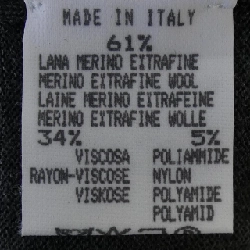 MADE IN ITALY
61%
LANA MERINO EXTRAFINE
MERINO EXTRAFINE WOOL
LAINE MERINO EXTRAFEINE
MERINO EXTRAFINE WOLLE
34% 5%
VISCOSA POLIAMMIDE
RAYON-VISCOSE NYLON
VISKOSE POLYAMIDE
POLYAMID